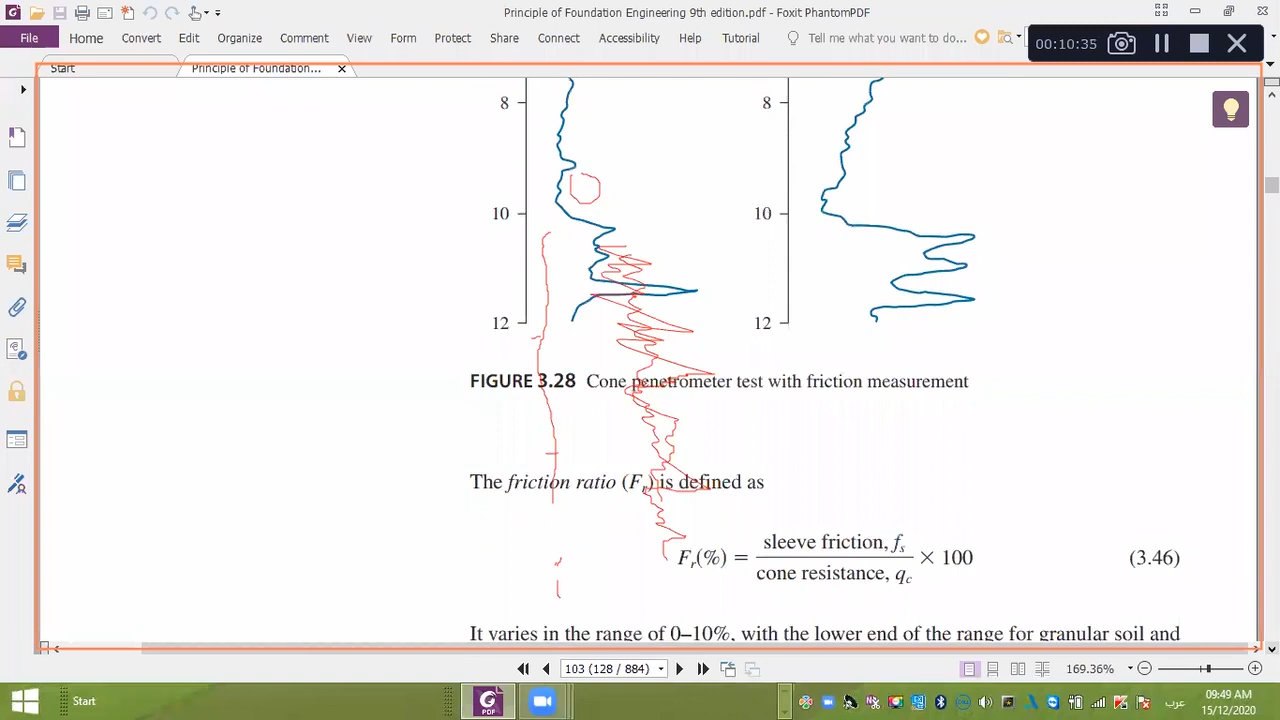 Principle of Foundation Engineering 9th edition.pdf - Foxit PhantomPDF
File Home Convert Edit Organize Comment View Form Protect Share Connect Accessibility Help Tutorial Tell me what you want to do...
00:10:35
Start Principle of Foundation...
8 8
10 10
12 12
FIGURE 3.28 Cone penetrometer test with friction measurement
The friction ratio (Fr) is defined as
Fr(%) = sleeve friction, fs / cone resistance, qc × 100 (3.46)
It varies in the range of 0–10%, with the lower end of the range for granular soil and
103 (128 / 884) 169.36%
Start PDF عرب 09:49 AM
15/12/2020